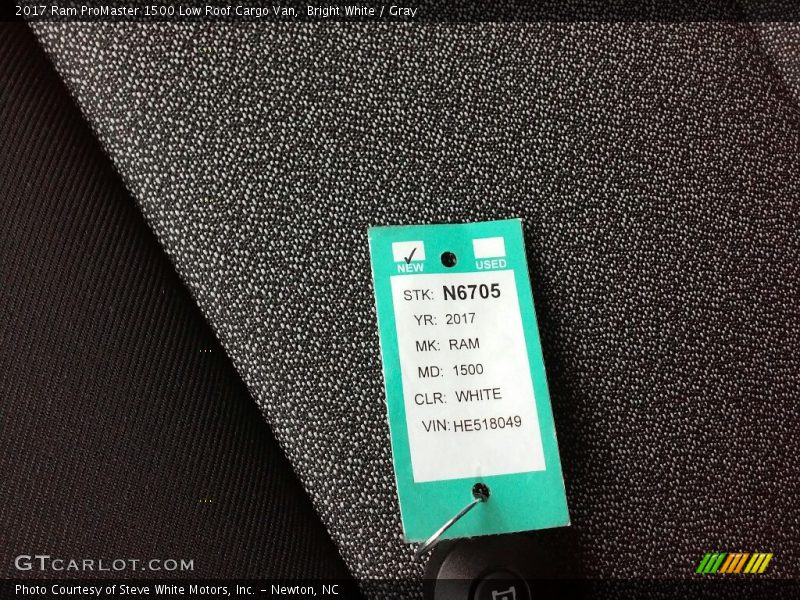 2017 Ram ProMaster 1500 Low Roof Cargo Van, Bright White / Gray
NEW USED
STK: N6705
YR: 2017
MK: RAM
MD: 1500
CLR: WHITE
VIN: HE518049
GTCARLOT.COM
Photo Courtesy of Steve White Motors, Inc. – Newton, NC